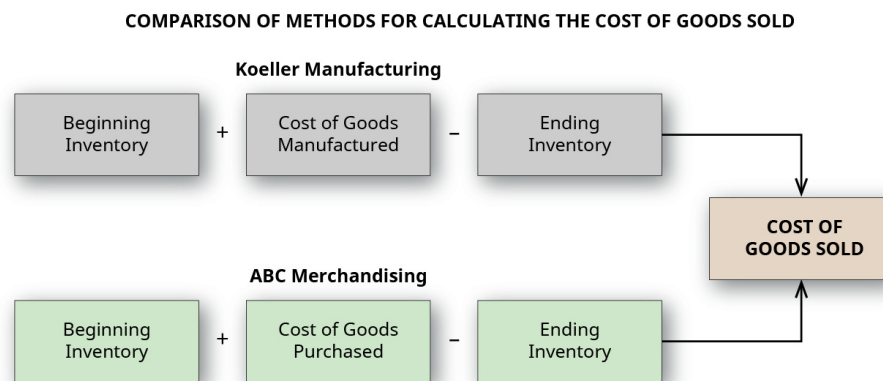 COMPARISON OF METHODS FOR CALCULATING THE COST OF GOODS SOLD
Koeller Manufacturing
Beginning
Inventory
+
Cost of Goods
Manufactured
–
Ending
Inventory
COST OF
GOODS SOLD
ABC Merchandising
Beginning
Inventory
+
Cost of Goods
Purchased
–
Ending
Inventory